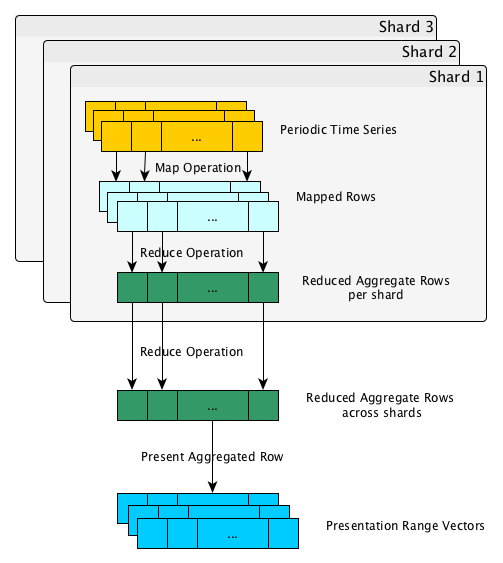 Shard 3
Shard 2
Shard 1
...
Periodic Time Series
Map Operation
...
Mapped Rows
Reduce Operation
...
Reduced Aggregate Rows
per shard
Reduce Operation
...
Reduced Aggregate Rows
across shards
Present Aggregated Row
...
Presentation Range Vectors